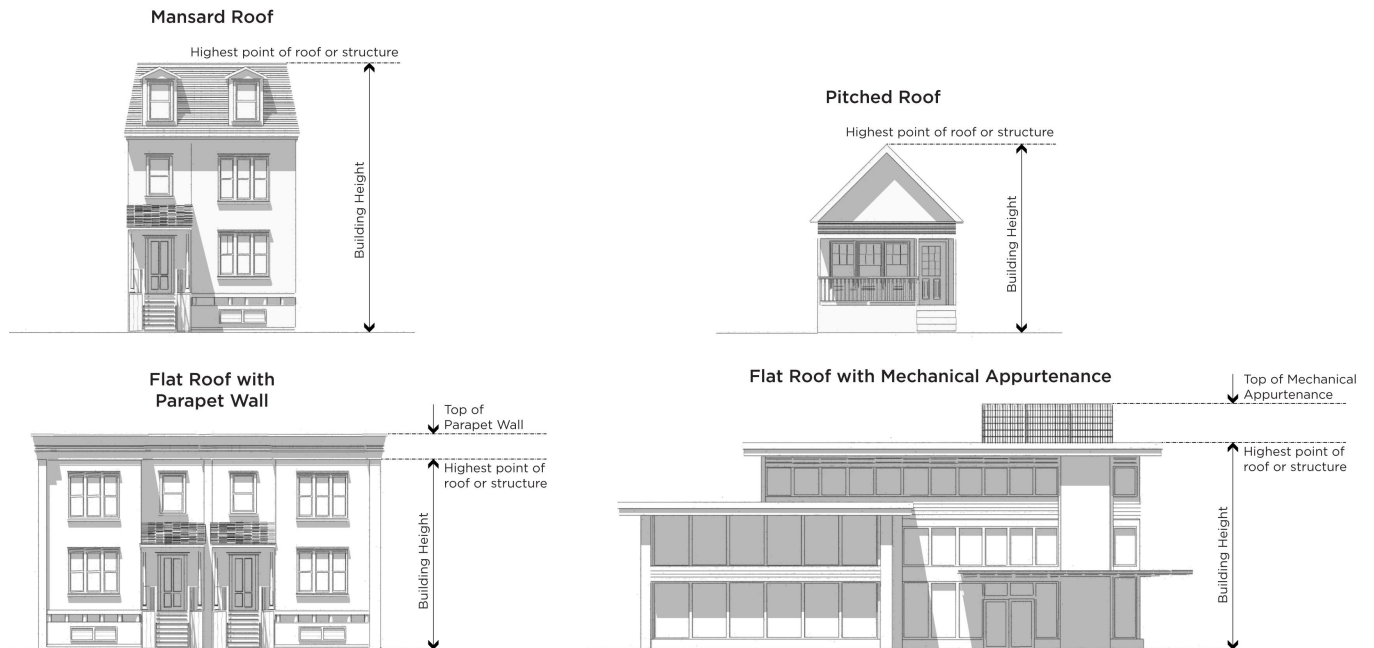 Mansard Roof
Highest point of roof or structure
Building Height
Pitched Roof
Highest point of roof or structure
Building Height
Flat Roof with
Parapet Wall
Top of
Parapet Wall
Highest point of
roof or structure
Building Height
Flat Roof with Mechanical Appurtenance
Top of Mechanical
Appurtenance
Highest point of
roof or structure
Building Height